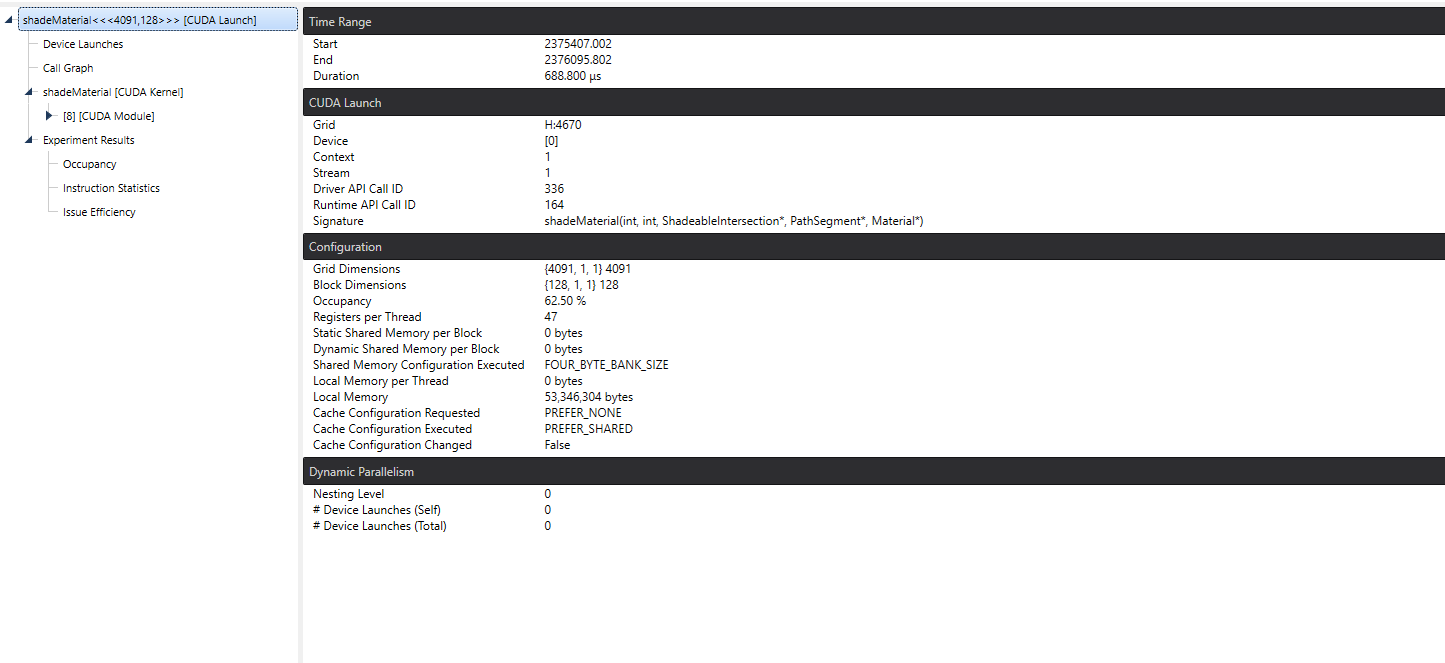 shadeMaterial<<<4091,128>>> [CUDA Launch]
Device Launches
Call Graph
shadeMaterial [CUDA Kernel]
[8] [CUDA Module]
Experiment Results
Occupancy
Instruction Statistics
Issue Efficiency
Time Range
Start 2375407.002
End 2376095.802
Duration 688.800 µs
CUDA Launch
Grid H:4670
Device [0]
Context 1
Stream 1
Driver API Call ID 336
Runtime API Call ID 164
Signature shadeMaterial(int, int, ShadeableIntersection*, PathSegment*, Material*)
Configuration
Grid Dimensions {4091, 1, 1} 4091
Block Dimensions {128, 1, 1} 128
Occupancy 62.50 %
Registers per Thread 47
Static Shared Memory per Block 0 bytes
Dynamic Shared Memory per Block 0 bytes
Shared Memory Configuration Executed FOUR_BYTE_BANK_SIZE
Local Memory per Thread 0 bytes
Local Memory 53,346,304 bytes
Cache Configuration Requested PREFER_NONE
Cache Configuration Executed PREFER_SHARED
Cache Configuration Changed False
Dynamic Parallelism
Nesting Level 0
# Device Launches (Self) 0
# Device Launches (Total) 0